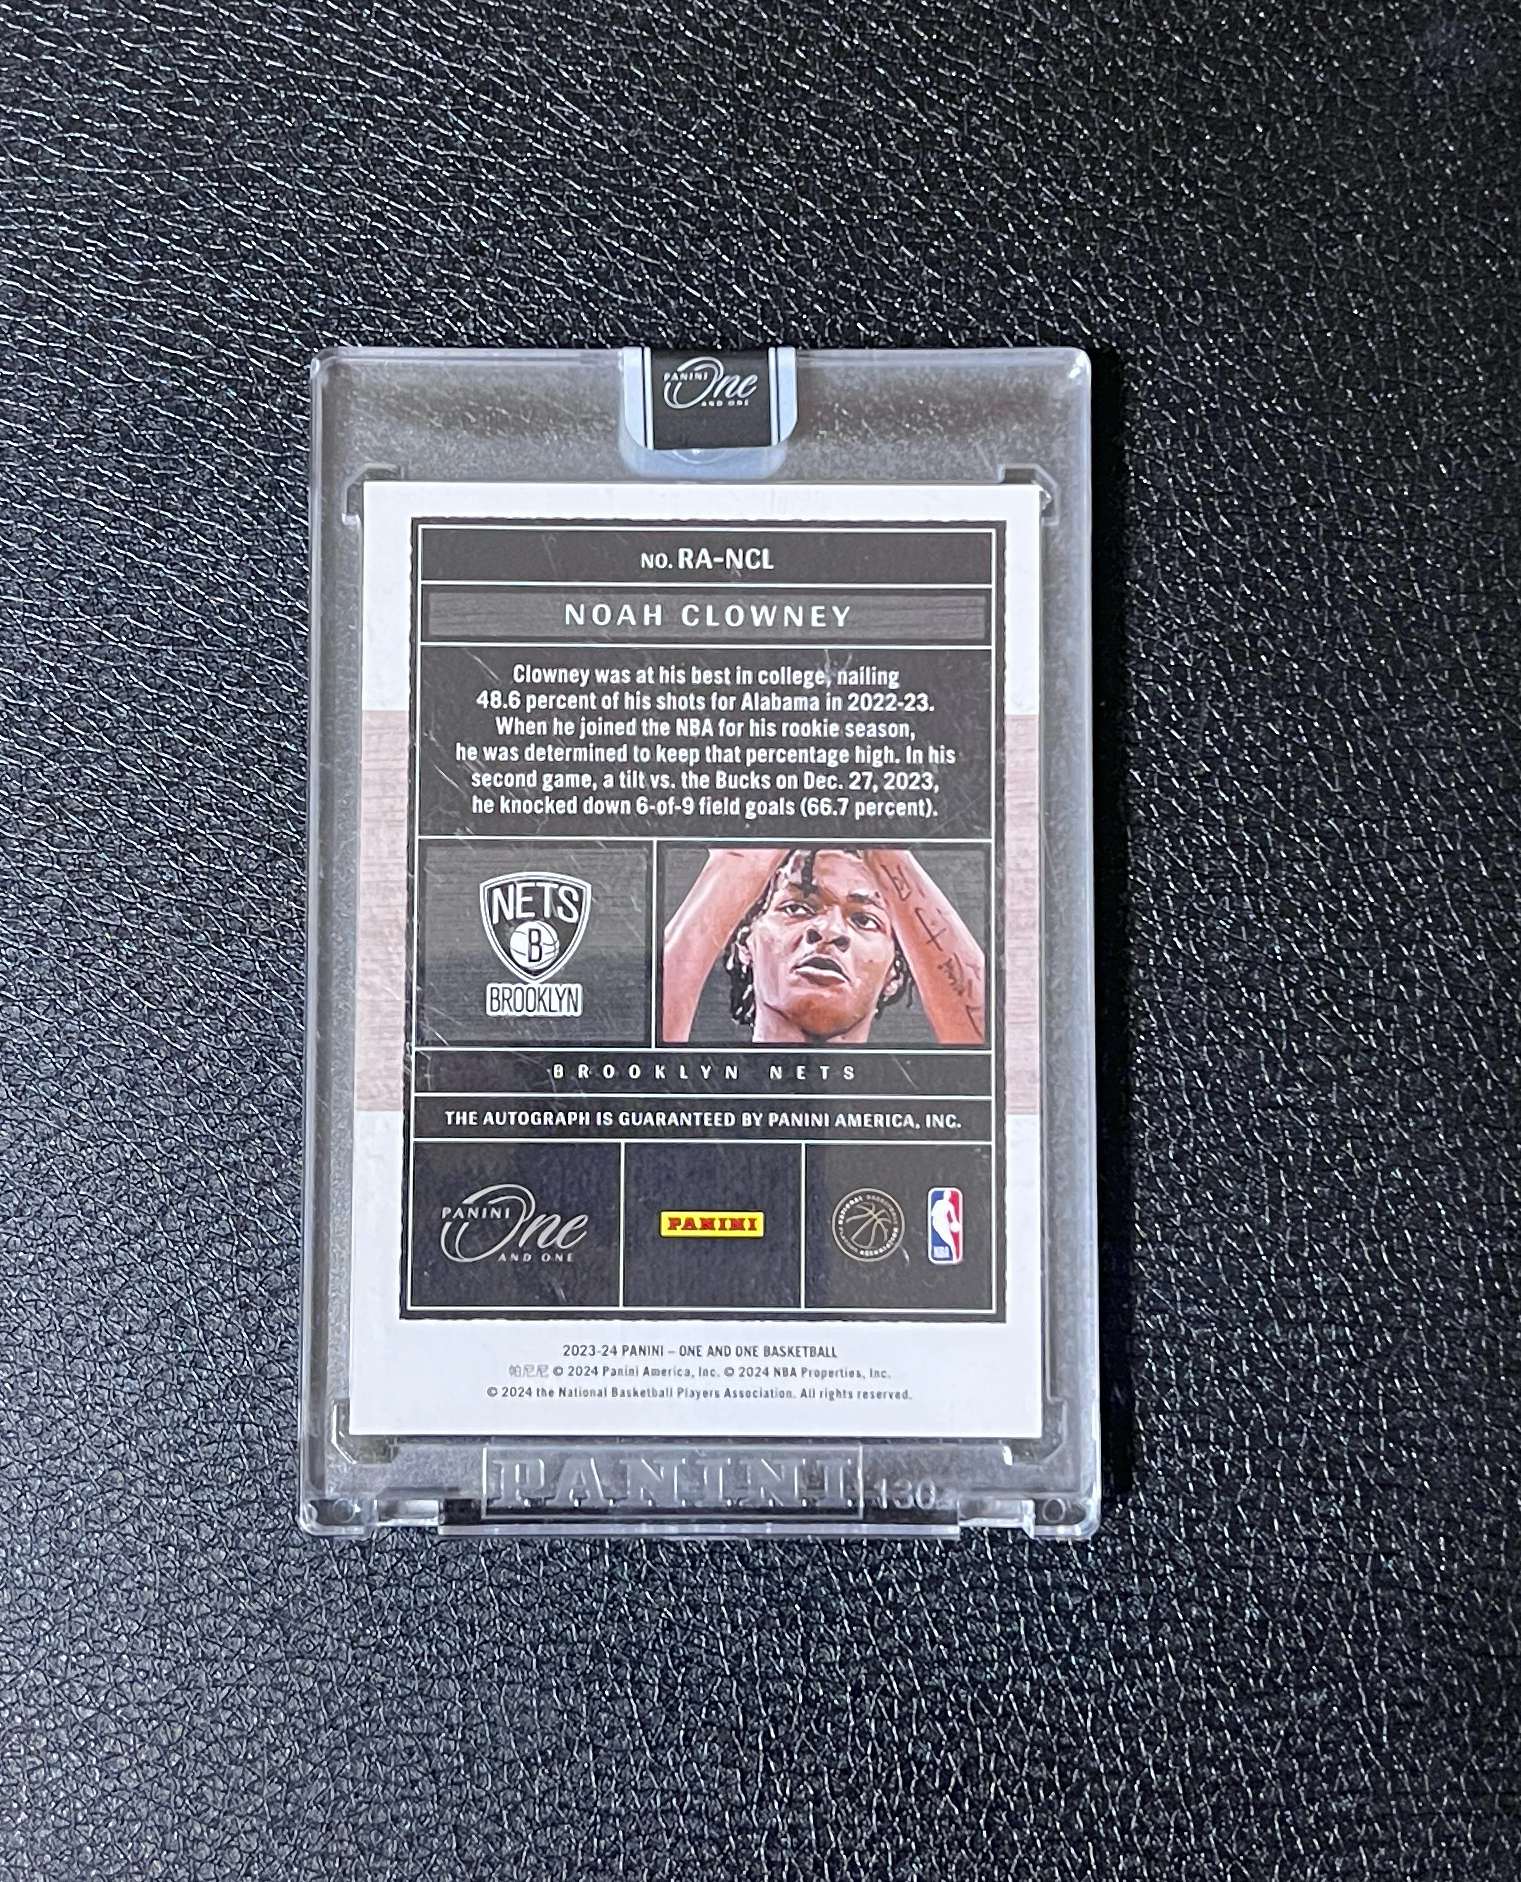 PANINI One
AND ONE
NO. RA-NCL
NOAH CLOWNEY
Clowney was at his best in college, nailing
48.6 percent of his shots for Alabama in 2022-23.
When he joined the NBA for his rookie season,
he was determined to keep that percentage high. In his
second game, a tilt vs. the Bucks on Dec. 27, 2023,
he knocked down 6-of-9 field goals (66.7 percent).
NETS
B
BROOKLYN
BROOKLYN NETS
THE AUTOGRAPH IS GUARANTEED BY PANINI AMERICA, INC.
PANINI One
AND ONE
PANINI
NATIONAL BASKETBALL
PLAYERS ASSOCIATION
NBA
2023-24 PANINI – ONE AND ONE BASKETBALL
帕尼尼 © 2024 Panini America, Inc. © 2024 NBA Properties, Inc.
© 2024 the National Basketball Players Association. All rights reserved.
PANINI 130